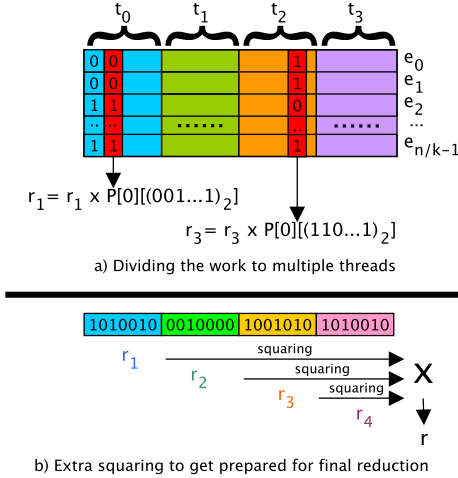 t0 t1 t2 t3
0 0 1 e0
0 0 1 e1
1 1 0 e2
.. .. ...... .. ...... ...
1 1 1 en/k-1
r1= r1 x P[0][(001...1)2]
r3= r3 x P[0][(110...1)2]
a) Dividing the work to multiple threads
1010010 0010000 1001010 1010010
r1 squaring
r2 squaring X
r3 squaring
r4
r
b) Extra squaring to get prepared for final reduction